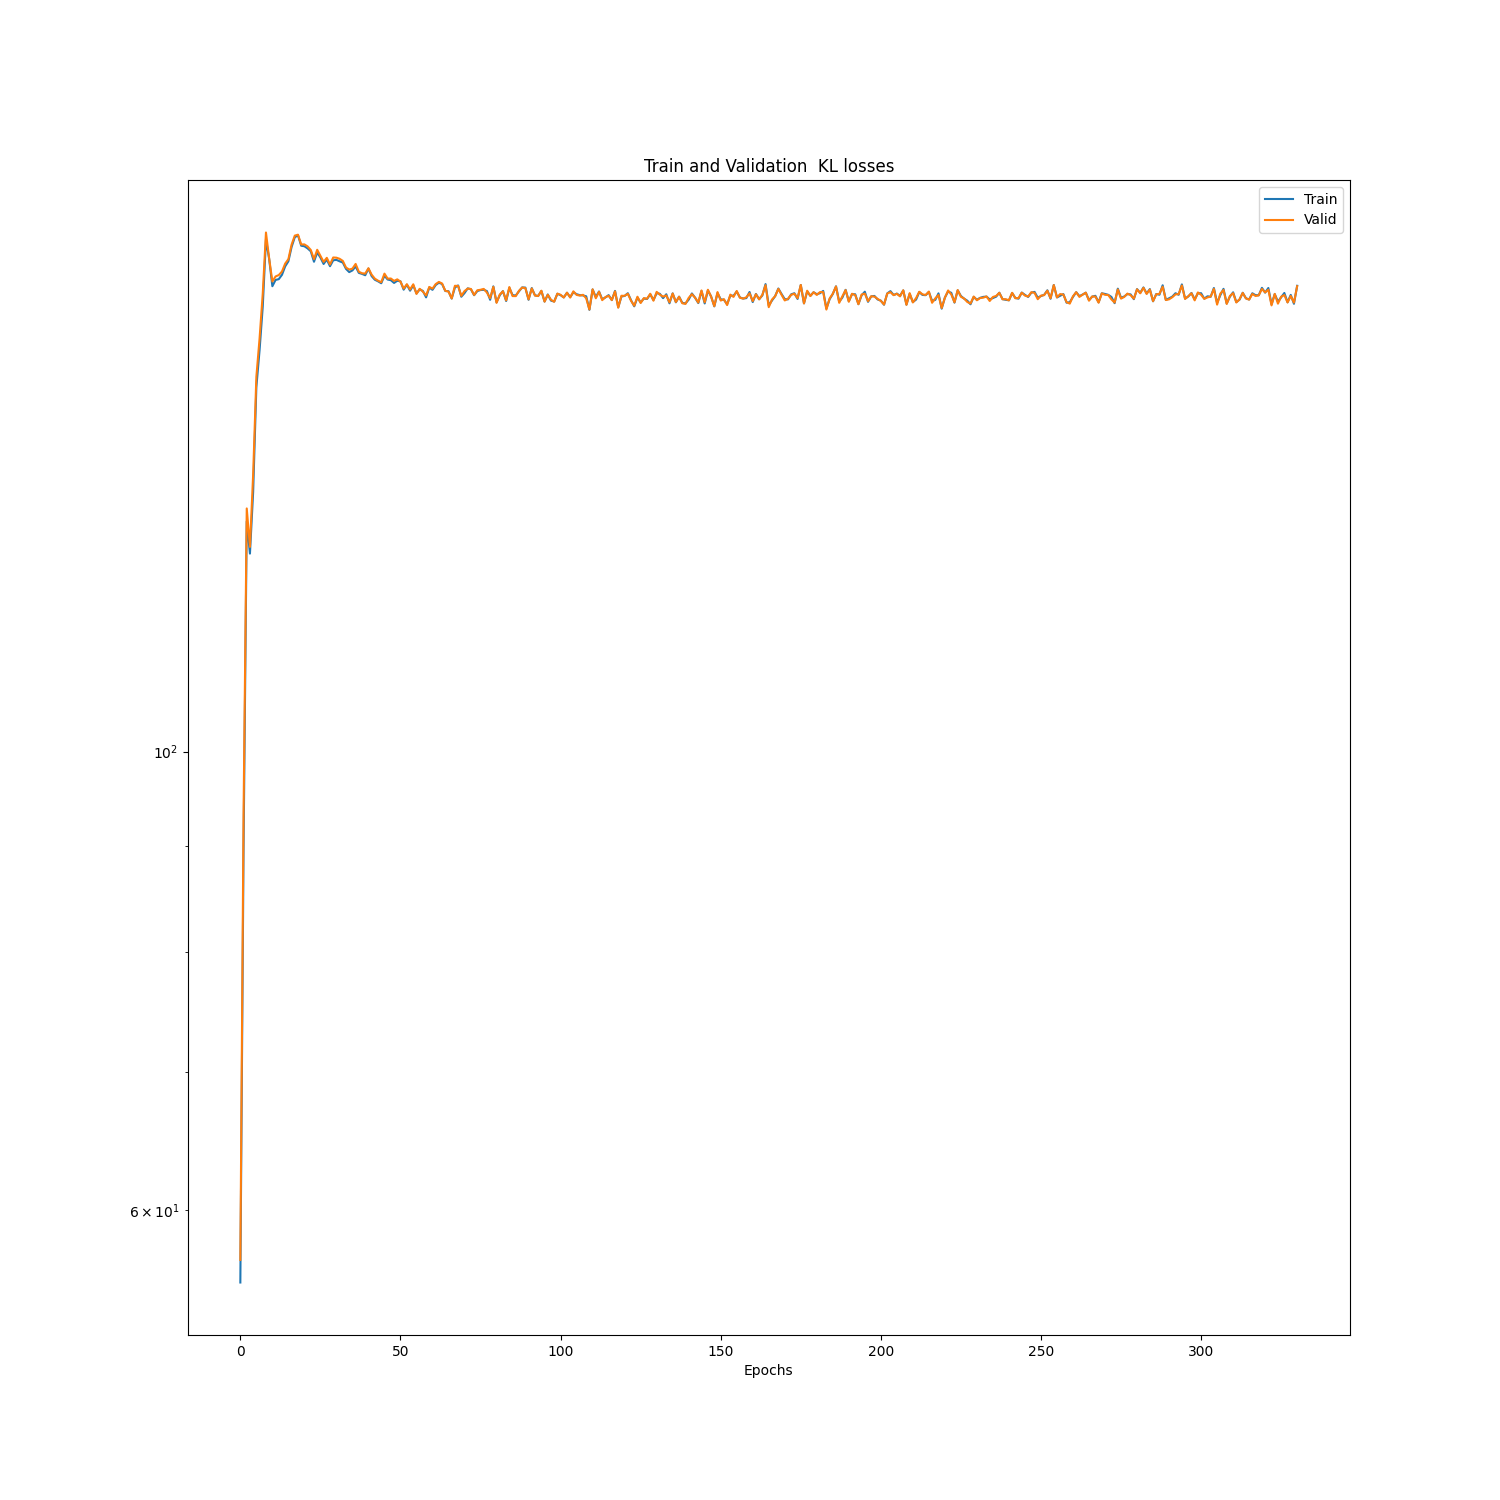 Train and Validation  KL losses
Train
Valid
10²
6 × 10¹
0 50 100 150 200 250 300
Epochs